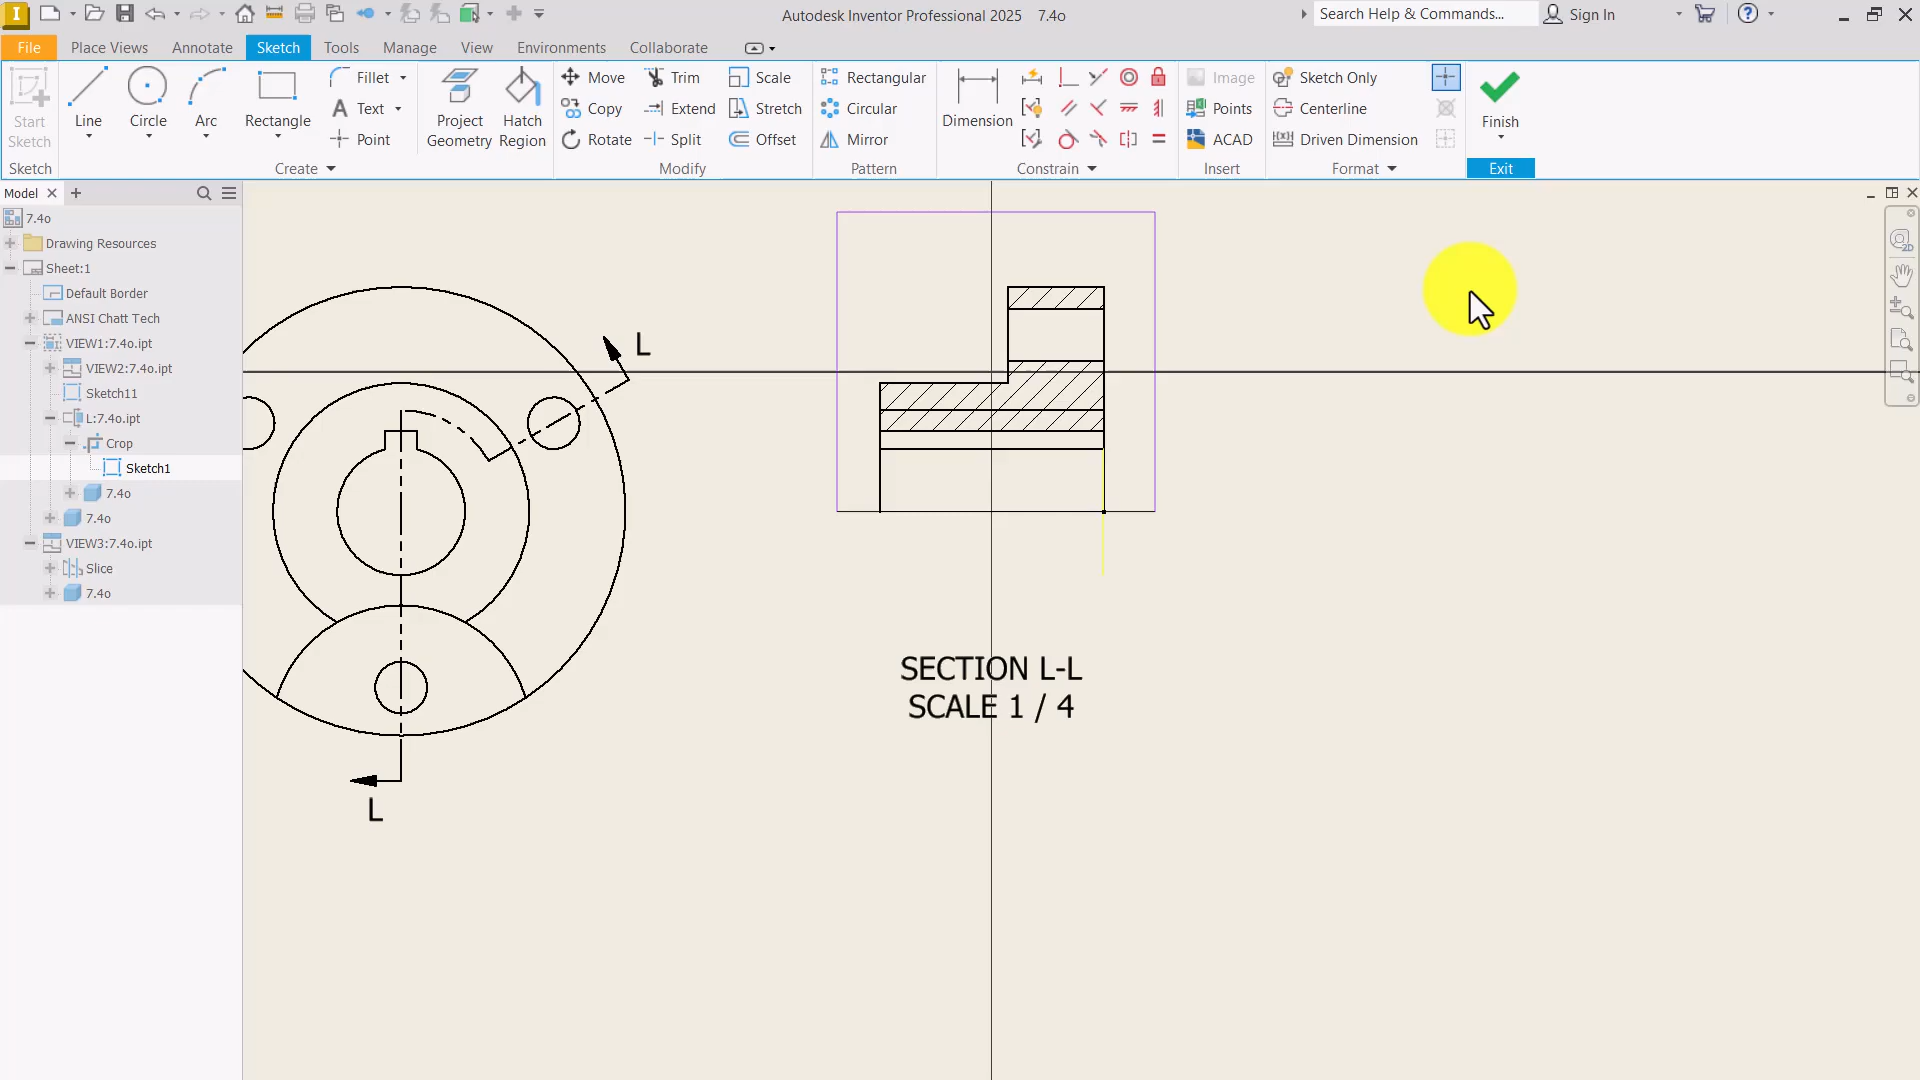 I
Autodesk Inventor Professional 2025 7.4o
Search Help & Commands...
Sign In
File Place Views Annotate Sketch Tools Manage View Environments Collaborate
Start Sketch
Line
Circle
Arc
Rectangle
Fillet
Text
Point
Project Geometry
Hatch Region
Move Trim Scale
Copy Extend Stretch
Rotate Split Offset
Rectangular
Circular
Mirror
Dimension
Image
Points
ACAD
Sketch Only
Centerline
Driven Dimension
Finish
Sketch Create Modify Pattern Constrain Insert Format Exit
Model
7.4o
Drawing Resources
Sheet:1
Default Border
ANSI Chatt Tech
VIEW1:7.4o.ipt
VIEW2:7.4o.ipt
Sketch11
L:7.4o.ipt
Crop
Sketch1
7.4o
7.4o
VIEW3:7.4o.ipt
Slice
7.4o
L
L
SECTION L-L
SCALE 1 / 4